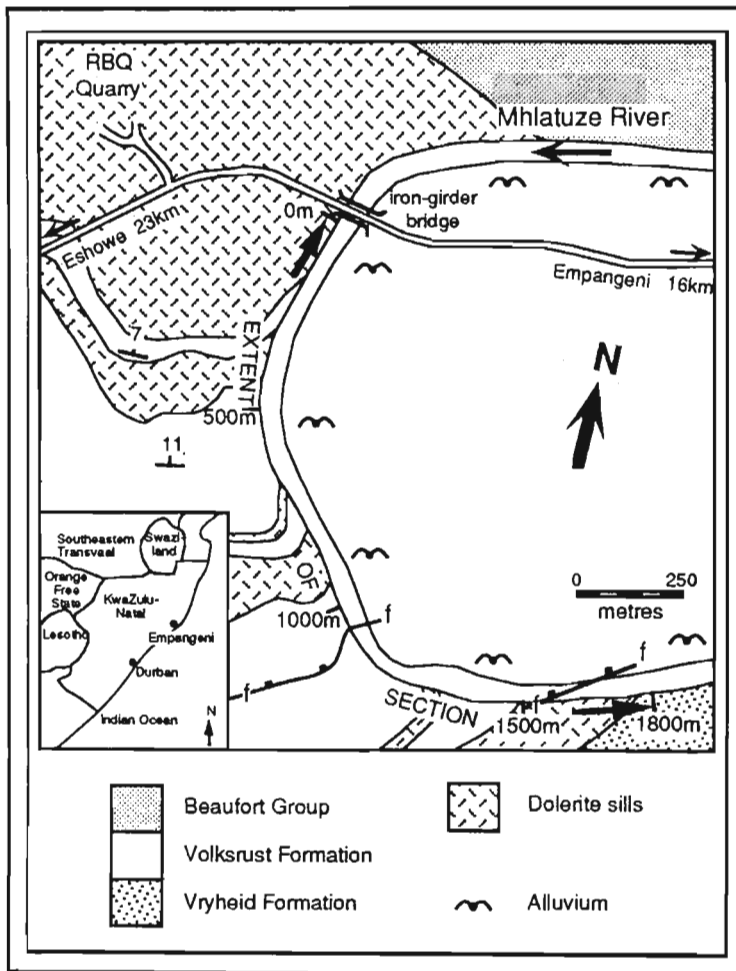 RBQ
Quarry
Mhlatuze River
iron-girder
bridge
0m
Eshowe 23km
Empangeni 16km
7
EXTENT
500m
N
11
OF
1000m
0 250
metres
f
f
f
f
SECTION
1500m
1800m
Southeastern
Transvaal
Swazi-
land
Orange
Free
State
KwaZulu-
Natal
Lesotho
Empangeni
Durban
Indian Ocean
N
Beaufort Group
Dolerite sills
Volksrust Formation
Vryheid Formation
Alluvium